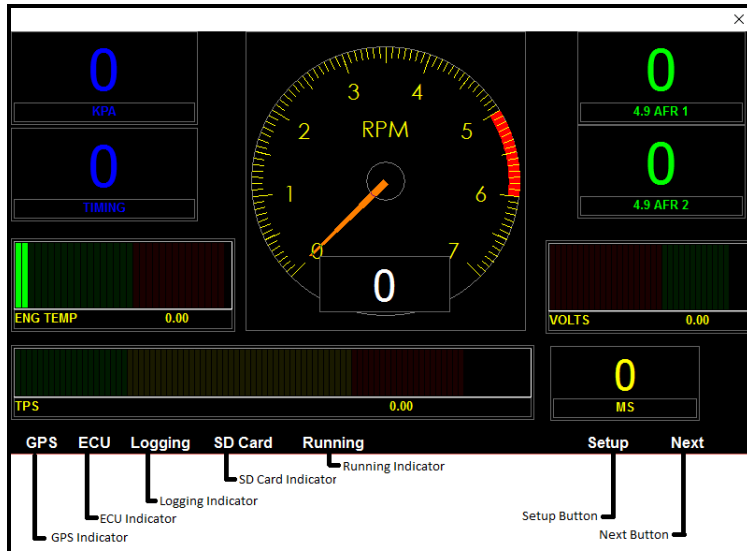 ×
0
KPA
0
TIMING
RPM
0
1
2
3
4
5
6
7
0
0
4.9 AFR 1
0
4.9 AFR 2
ENG TEMP 0.00
VOLTS 0.00
TPS 0.00
0
MS
GPS ECU Logging SD Card Running Setup Next
Running Indicator
SD Card Indicator
Logging Indicator
Setup Button
ECU Indicator
Next Button
GPS Indicator